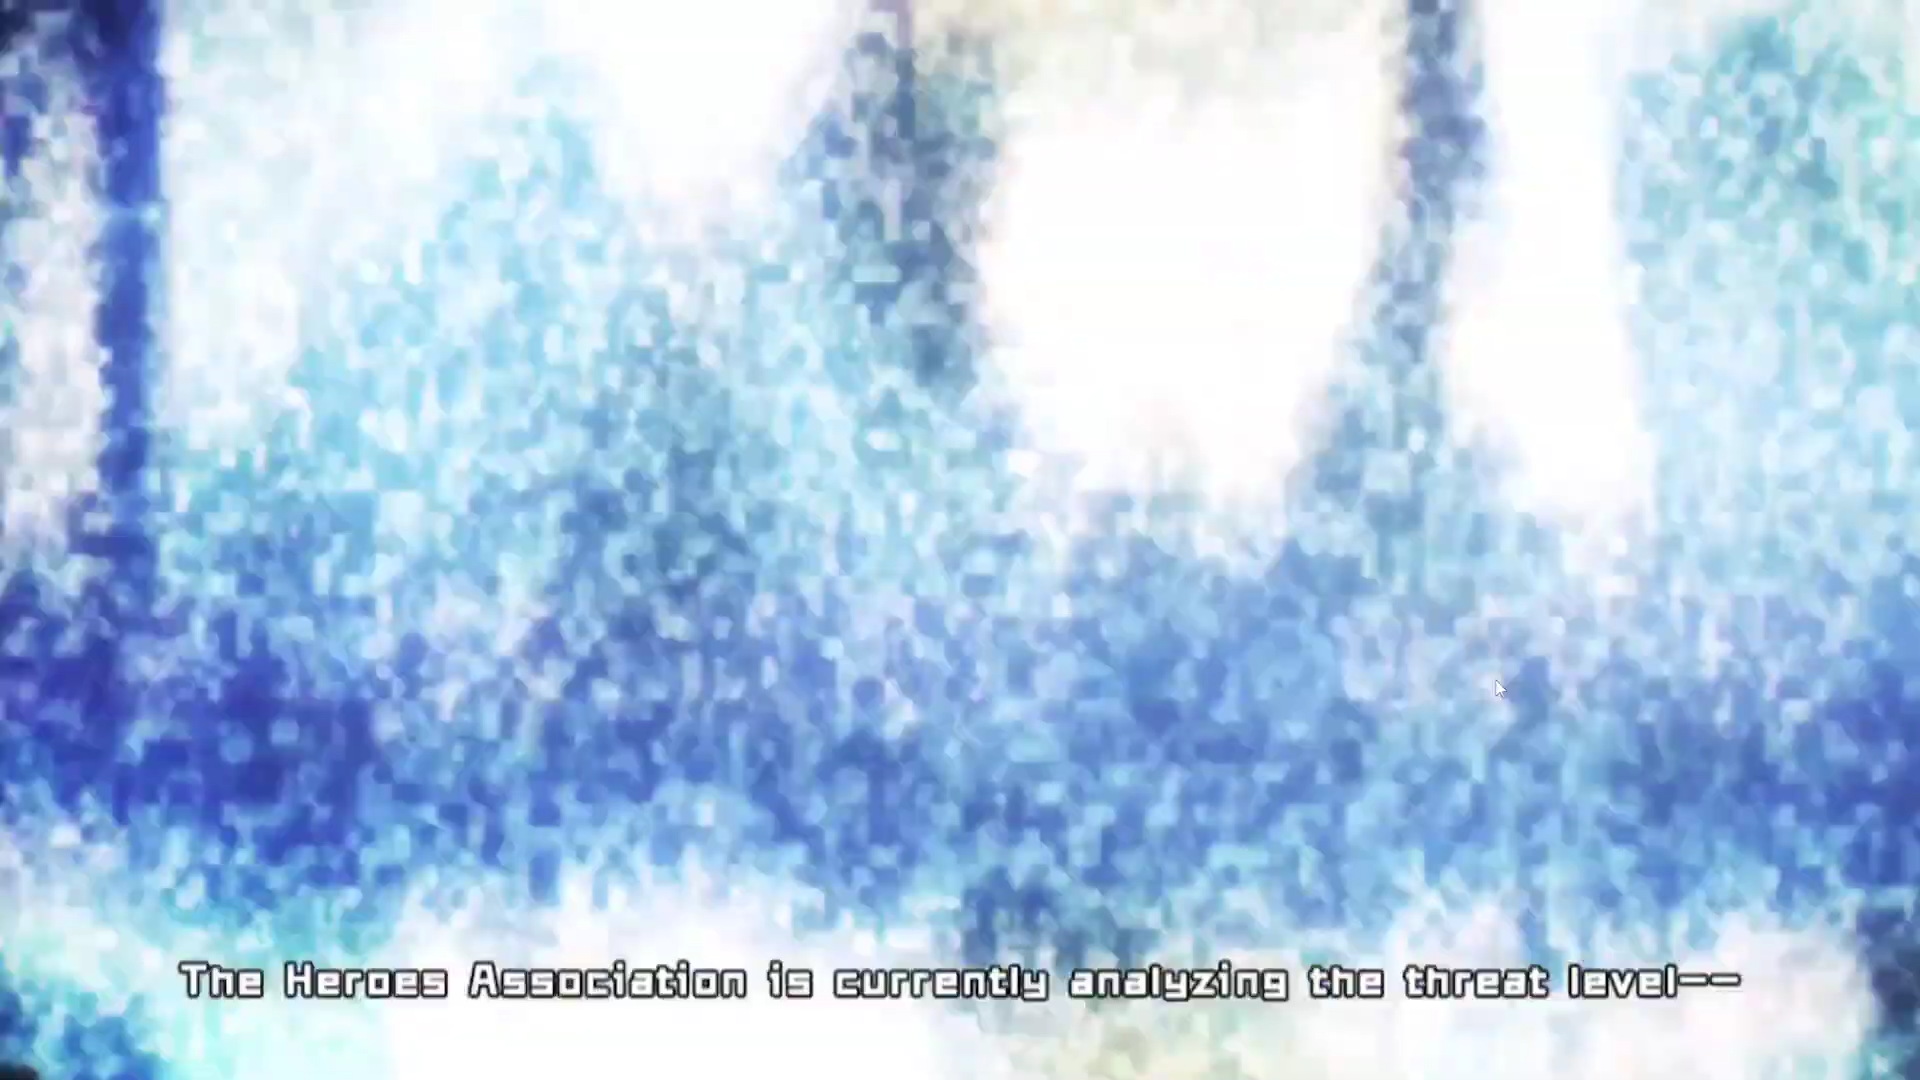 The Heroes Association is currently analyzing the threat level--